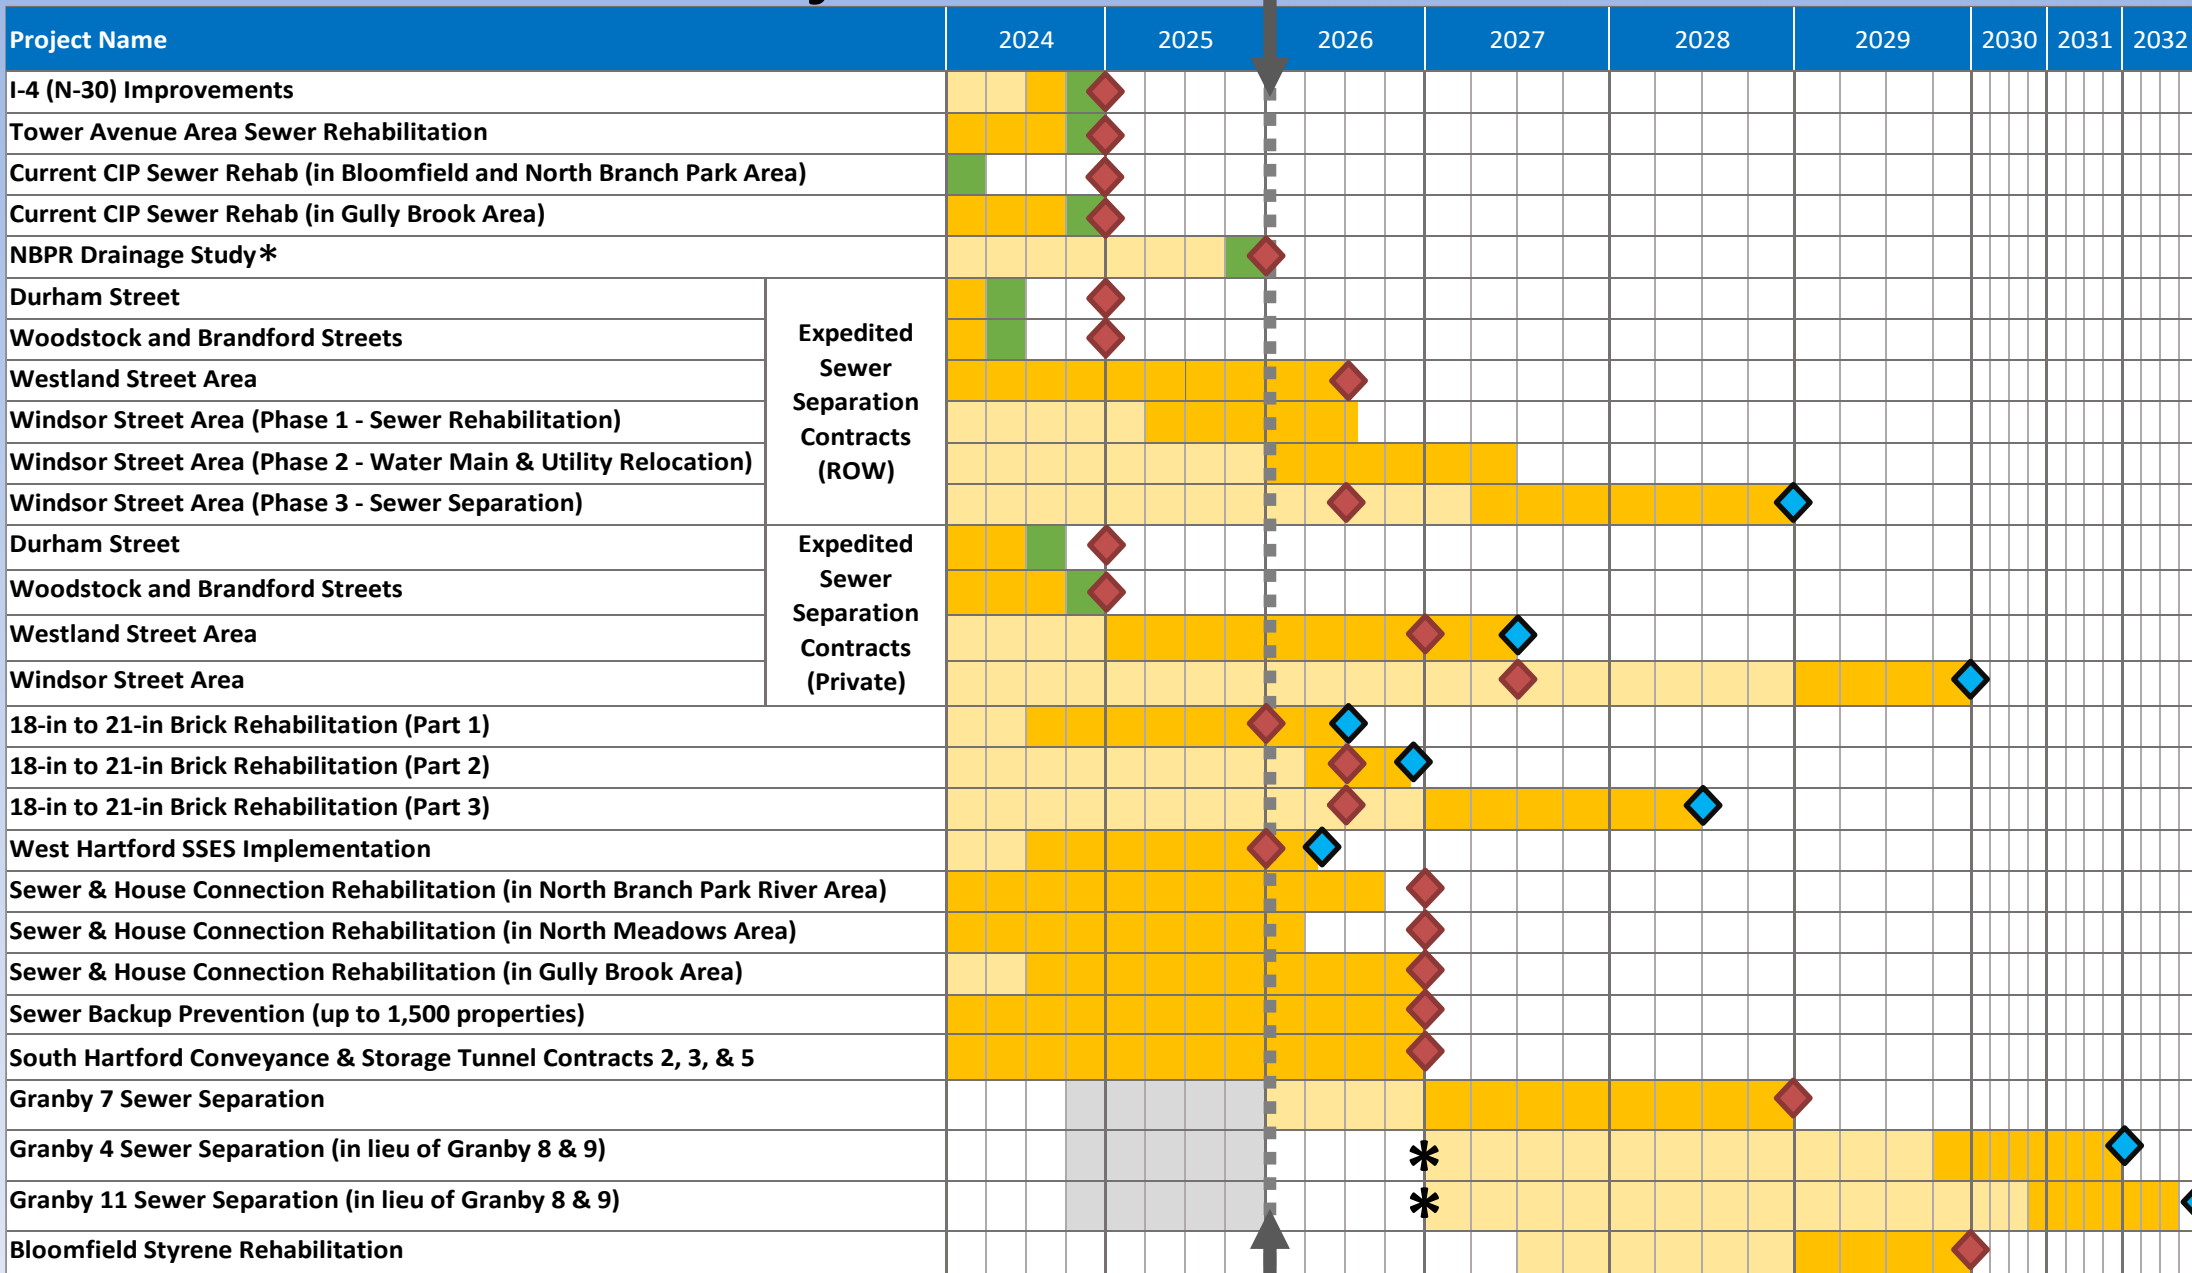 Project Name 2024 2025 2026 2027 2028 2029 2030 2031 2032
I-4 (N-30) Improvements
Tower Avenue Area Sewer Rehabilitation
Current CIP Sewer Rehab (in Bloomfield and North Branch Park Area)
Current CIP Sewer Rehab (in Gully Brook Area)
NBPR Drainage Study*
Durham Street
Woodstock and Brandford Streets
Westland Street Area
Windsor Street Area (Phase 1 - Sewer Rehabilitation)
Windsor Street Area (Phase 2 - Water Main & Utility Relocation)
Windsor Street Area (Phase 3 - Sewer Separation)
Expedited
Sewer
Separation
Contracts
(ROW)
Durham Street
Woodstock and Brandford Streets
Westland Street Area
Windsor Street Area
Expedited
Sewer
Separation
Contracts
(Private)
18-in to 21-in Brick Rehabilitation (Part 1)
18-in to 21-in Brick Rehabilitation (Part 2)
18-in to 21-in Brick Rehabilitation (Part 3)
West Hartford SSES Implementation
Sewer & House Connection Rehabilitation (in North Branch Park River Area)
Sewer & House Connection Rehabilitation (in North Meadows Area)
Sewer & House Connection Rehabilitation (in Gully Brook Area)
Sewer Backup Prevention (up to 1,500 properties)
South Hartford Conveyance & Storage Tunnel Contracts 2, 3, & 5
Granby 7 Sewer Separation
Granby 4 Sewer Separation (in lieu of Granby 8 & 9) *
Granby 11 Sewer Separation (in lieu of Granby 8 & 9) *
Bloomfield Styrene Rehabilitation